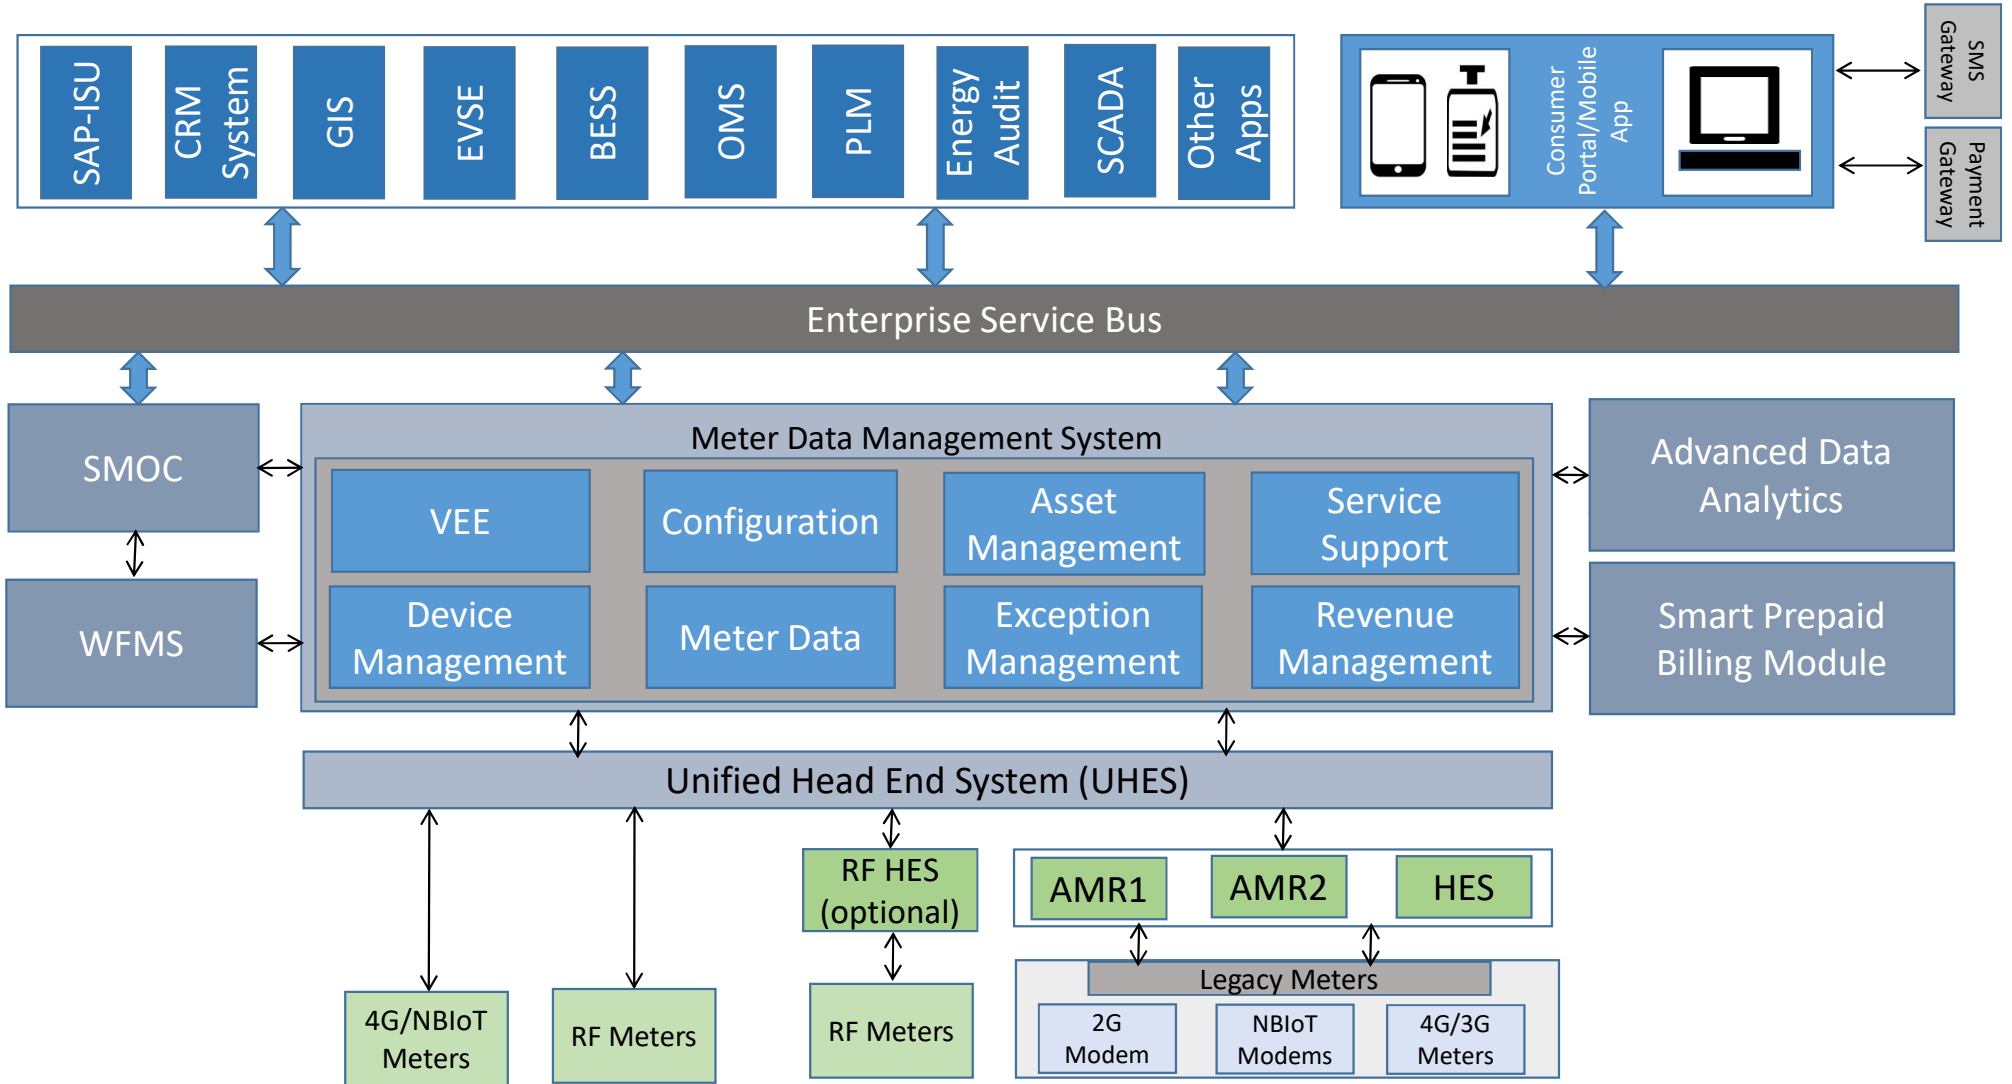 SAP-ISU
CRM
System
GIS
EVSE
BESS
OMS
PLM
Energy
Audit
SCADA
Other
Apps
Consumer
Portal/Mobile
App
SMS
Gateway
Payment
Gateway
Enterprise Service Bus
SMOC
WFMS
Meter Data Management System
VEE
Configuration
Asset
Management
Service
Support
Device
Management
Meter Data
Exception
Management
Revenue
Management
Advanced Data
Analytics
Smart Prepaid
Billing Module
Unified Head End System (UHES)
RF HES
(optional)
AMR1
AMR2
HES
4G/NBIoT
Meters
RF Meters
RF Meters
Legacy Meters
2G
Modem
NBIoT
Modems
4G/3G
Meters